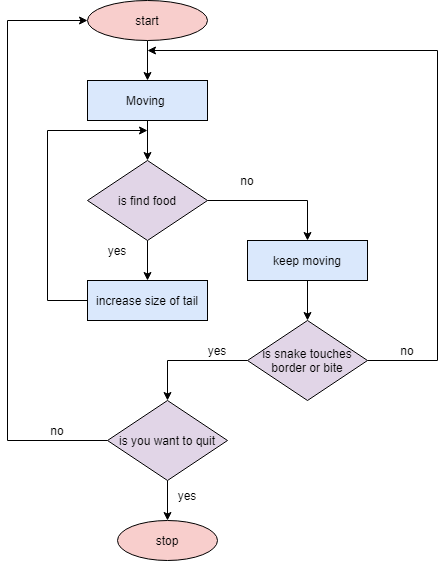 start
Moving
is find food
no
yes
keep moving
increase size of tail
is snake touches
border or bite
yes
no
is you want to quit
no
yes
stop